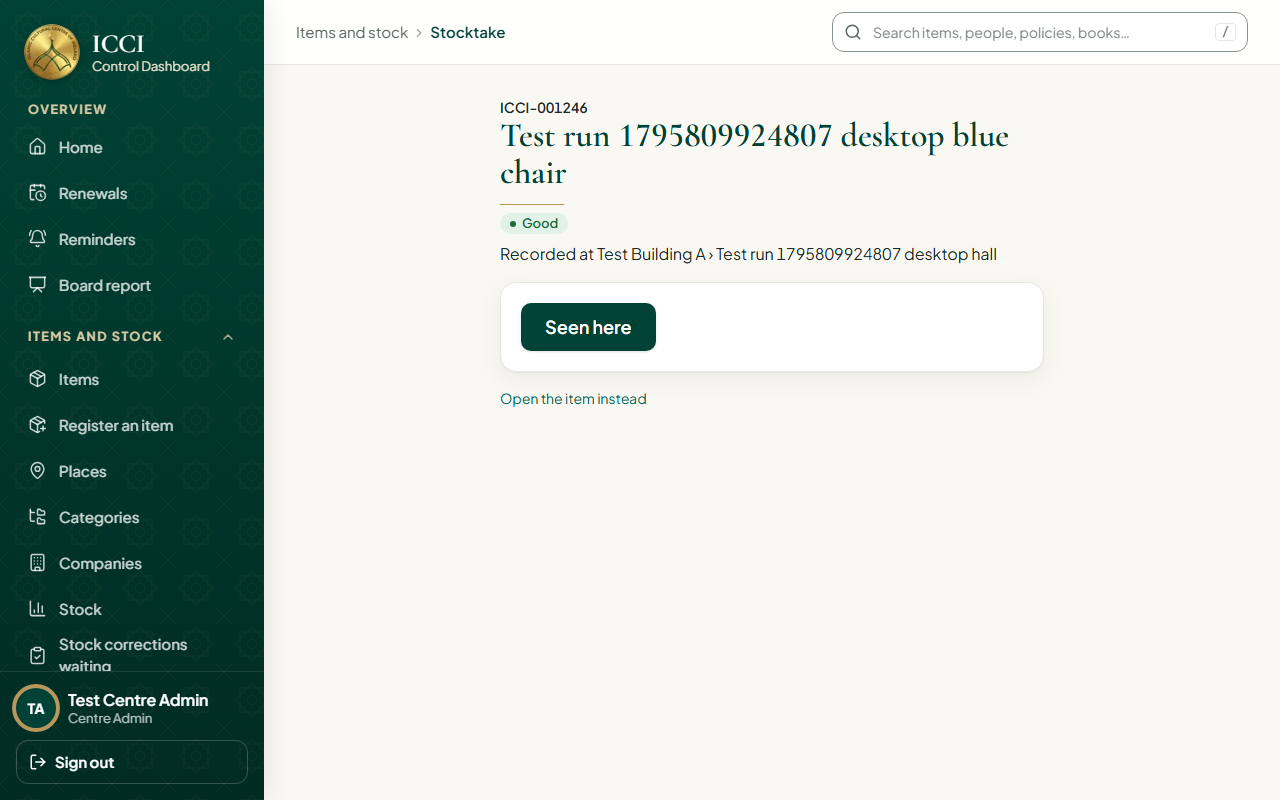 ICCI
Control Dashboard
OVERVIEW
Home
Renewals
Reminders
Board report
ITEMS AND STOCK
Items
Register an item
Places
Categories
Companies
Stock
Stock corrections
waiting
TA
Test Centre Admin
Centre Admin
Sign out
Items and stock › Stocktake
Search items, people, policies, books… /
ICCI-001246
Test run 1795809924807 desktop blue
chair
Good
Recorded at Test Building A › Test run 1795809924807 desktop hall
Seen here
Open the item instead